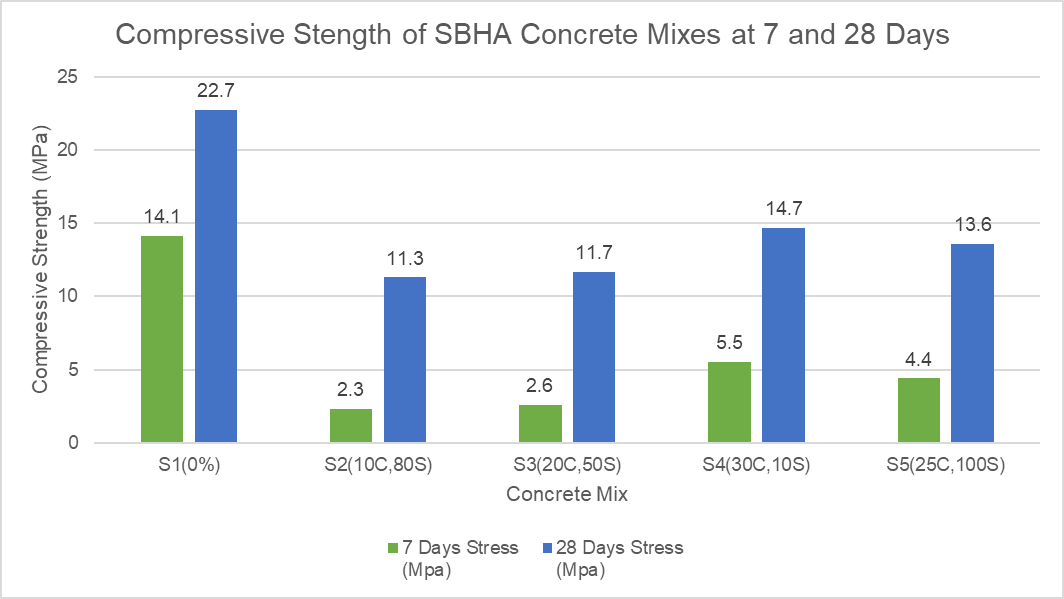 Compressive Stength of SBHA Concrete Mixes at 7 and 28 Days
Compressive Strength (MPa)
25
20
15
10
5
0
14.1
22.7
2.3
11.3
2.6
11.7
5.5
14.7
4.4
13.6
S1(0%)
S2(10C,80S)
S3(20C,50S)
S4(30C,10S)
S5(25C,100S)
Concrete Mix
7 Days Stress
(Mpa)
28 Days Stress
(Mpa)